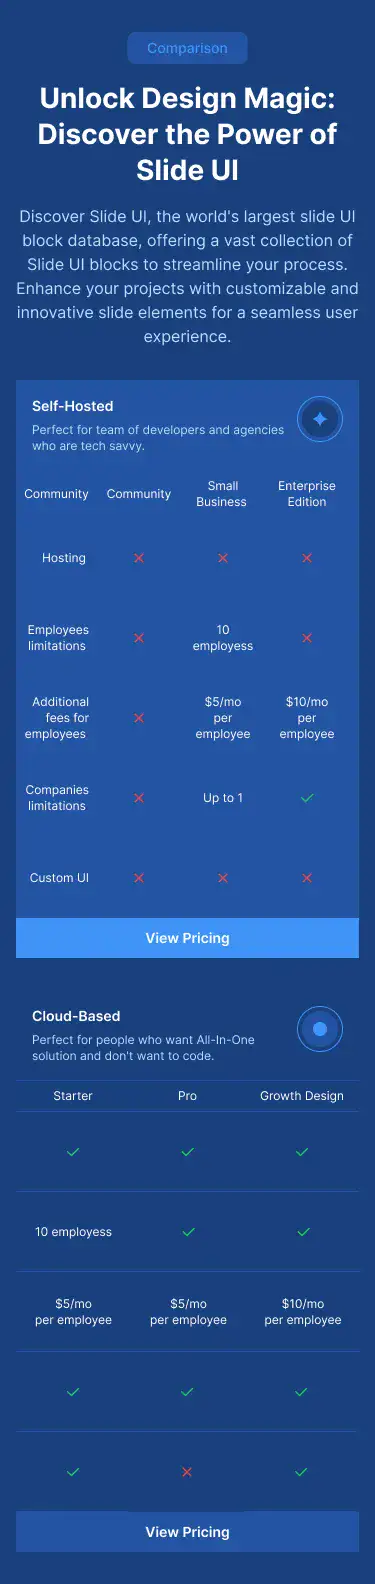 Comparison
Unlock Design Magic:
Discover the Power of
Slide UI
Discover Slide UI, the world's largest slide UI
block database, offering a vast collection of
Slide UI blocks to streamline your process.
Enhance your projects with customizable and
innovative slide elements for a seamless user
experience.
Self-Hosted
Perfect for team of developers and agencies
who are tech savvy.
Community
Community
Small
Business
Enterprise
Edition
Hosting
Employees
limitations
10
employess
Additional
fees for
employees
$5/mo
per
employee
$10/mo
per
employee
Companies
limitations
Up to 1
Custom UI
View Pricing
Cloud-Based
Perfect for people who want All-In-One
solution and don't want to code.
Starter
Pro
Growth Design
10 employess
$5/mo
per employee
$5/mo
per employee
$10/mo
per employee
View Pricing